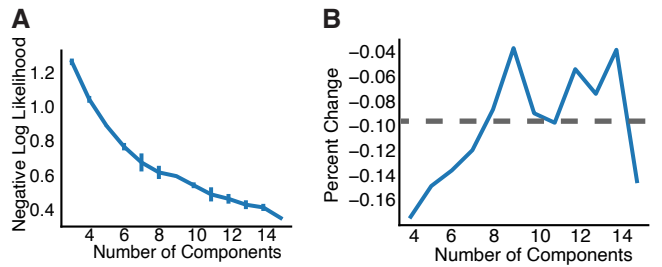 A
Negative Log Likelihood
1.2
1.0
0.8
0.6
0.4
4 6 8 10 12 14
Number of Components
B
Percent Change
−0.04
−0.06
−0.08
−0.10
−0.12
−0.14
−0.16
4 6 8 10 12 14
Number of Components